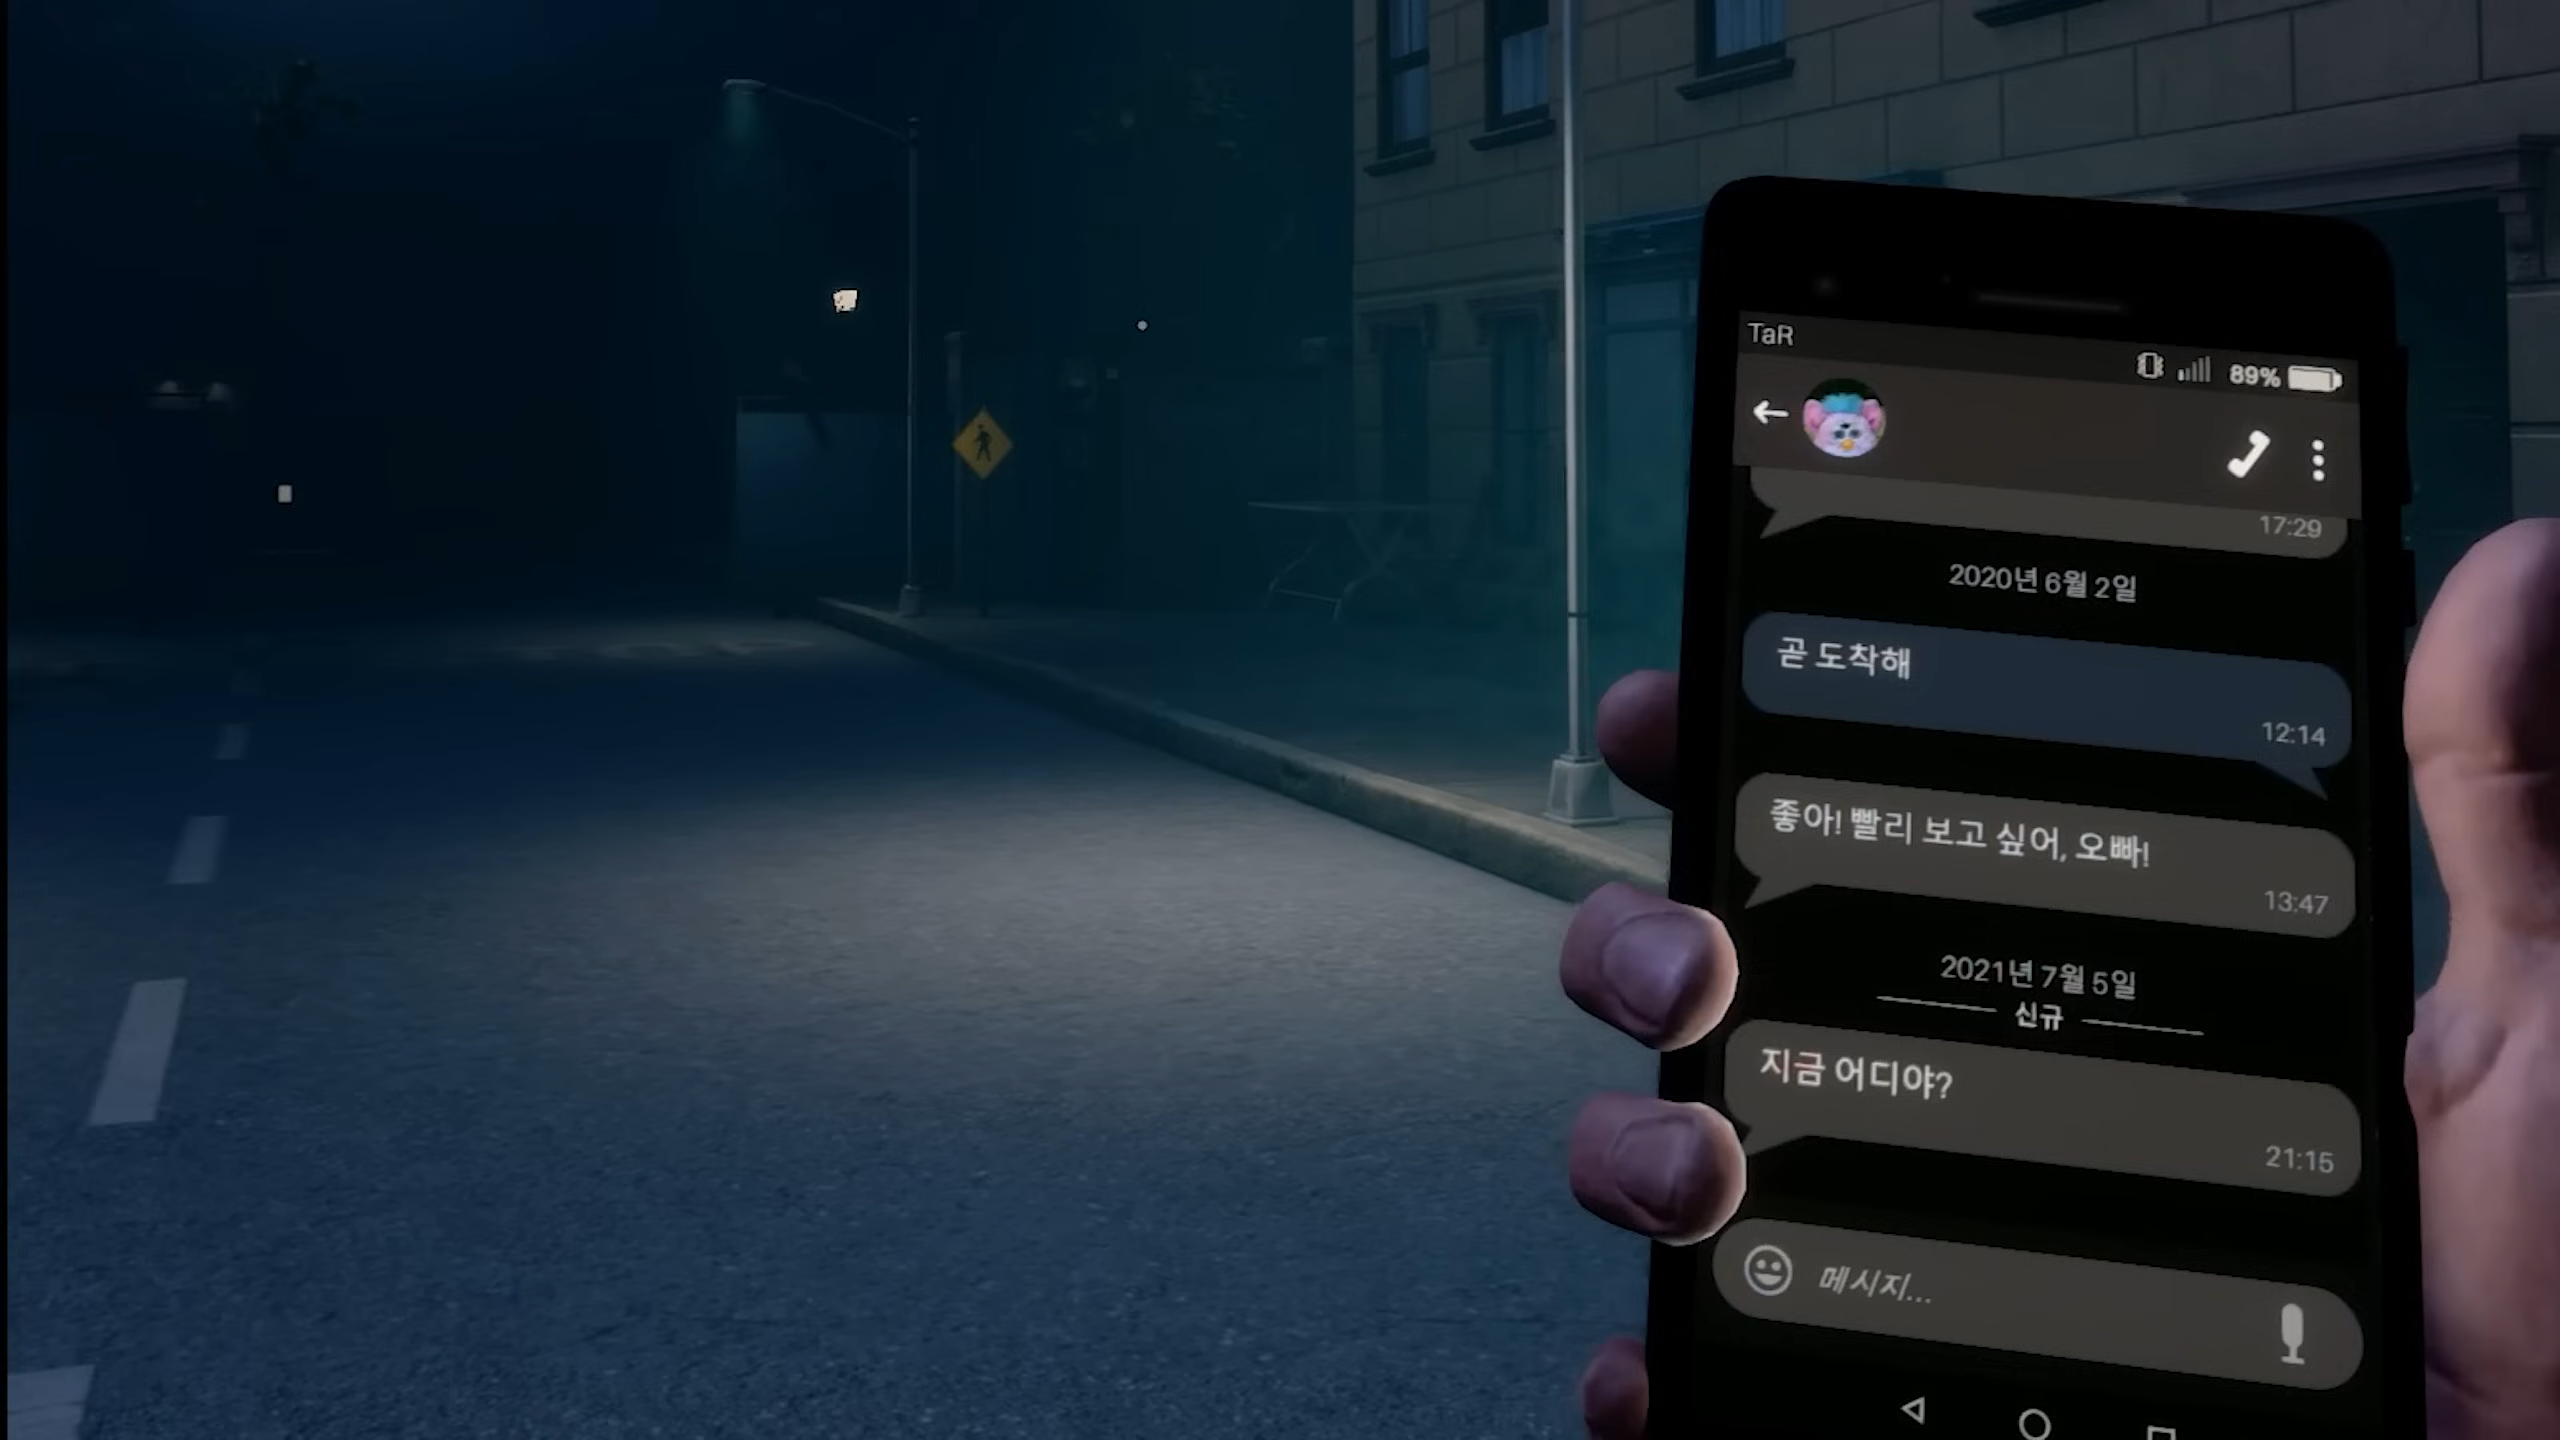 TaR
89%
17:29
2020년 6월 2일
곧 도착해
12:14
좋아! 빨리 보고 싶어, 오빠!
13:47
2021년 7월 5일
신규
지금 어디야?
21:15
메시지...